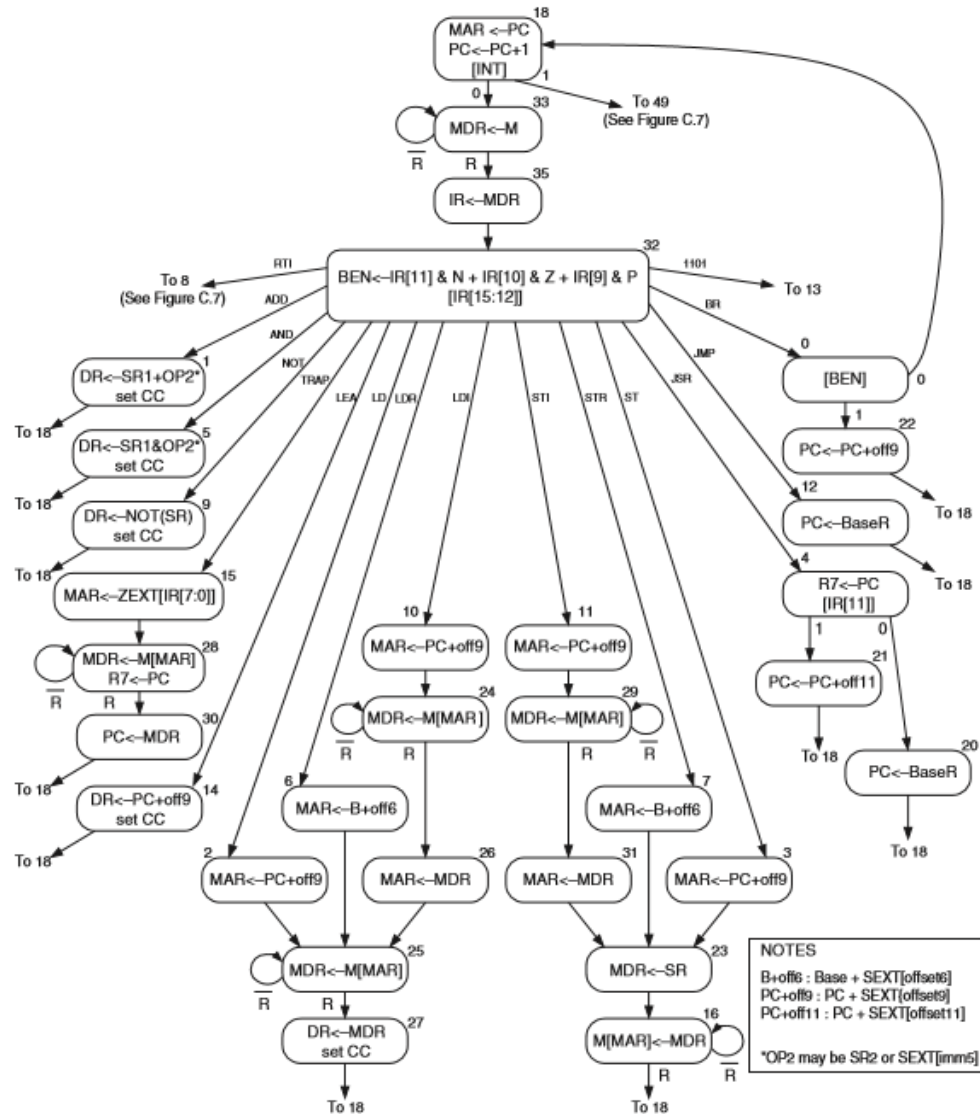 18
MAR <–PC
PC<–PC+1
[INT]
0
1
To 49
(See Figure C.7)
33
MDR<–M
R
R
35
IR<–MDR
32
BEN<–IR[11] & N + IR[10] & Z + IR[9] & P
[IR[15:12]]
RTI
To 8
(See Figure C.7)
1101
To 13
ADD
AND
NOT
TRAP
LEA
LD
LDR
LDI
STI
STR
ST
JSR
JMP
BR
1
DR<–SR1+OP2*
set CC
To 18
5
DR<–SR1&OP2*
set CC
To 18
9
DR<–NOT(SR)
set CC
To 18
15
MAR<–ZEXT[IR[7:0]]
28
MDR<–M[MAR]
R7<–PC
R
R
30
PC<–MDR
To 18
14
DR<–PC+off9
set CC
To 18
0
[BEN]
0
1
22
PC<–PC+off9
To 18
12
PC<–BaseR
To 18
4
R7<–PC
[IR[11]]
1
0
21
PC<–PC+off11
To 18
20
PC<–BaseR
To 18
10
MAR<–PC+off9
11
MAR<–PC+off9
24
MDR<–M[MAR]
R
R
29
MDR<–M[MAR]
R
R
6
MAR<–B+off6
7
MAR<–B+off6
2
MAR<–PC+off9
26
MAR<–MDR
31
MAR<–MDR
3
MAR<–PC+off9
25
MDR<–M[MAR]
R
R
23
MDR<–SR
27
DR<–MDR
set CC
To 18
16
M[MAR]<–MDR
R
R
To 18
NOTES
B+off6 : Base + SEXT[offset6]
PC+off9 : PC + SEXT[offset9]
PC+off11 : PC + SEXT[offset11]
*OP2 may be SR2 or SEXT[imm5]